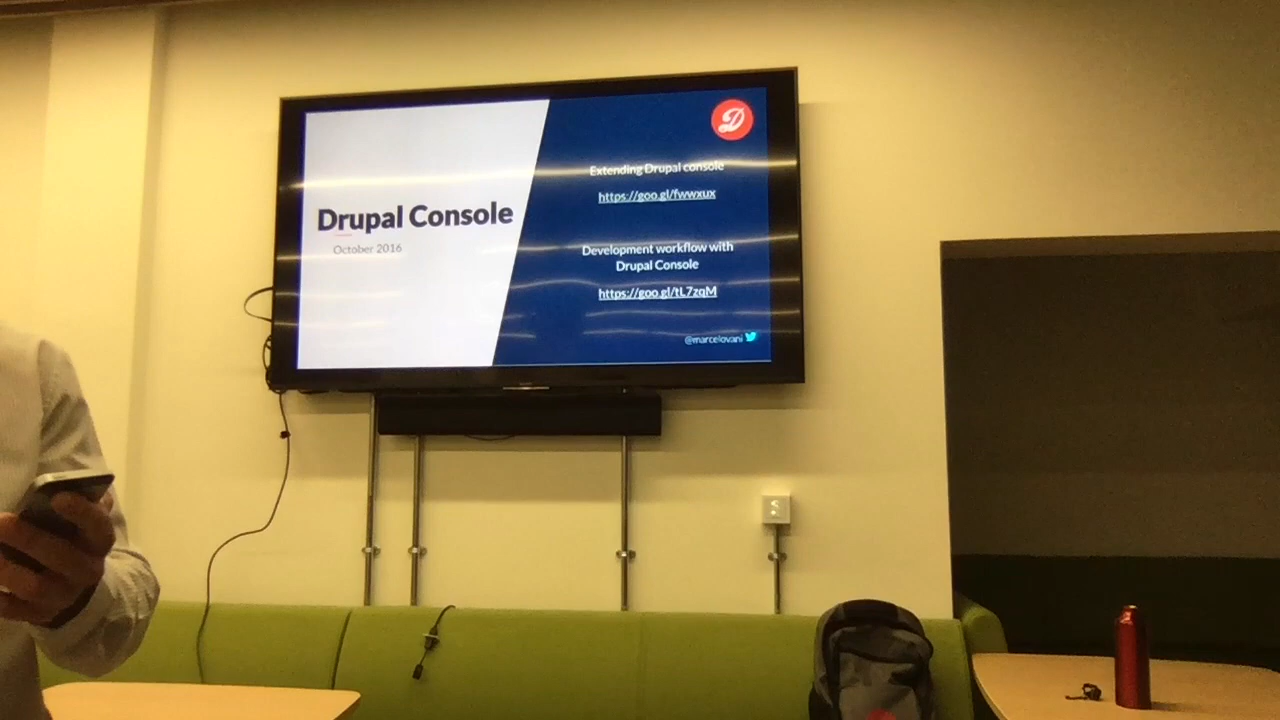 Drupal Console
October 2016
D
Extending Drupal console
https://goo.gl/fwwxux
Development workflow with
Drupal Console
https://goo.gl/tL7zqM
@marcelovani